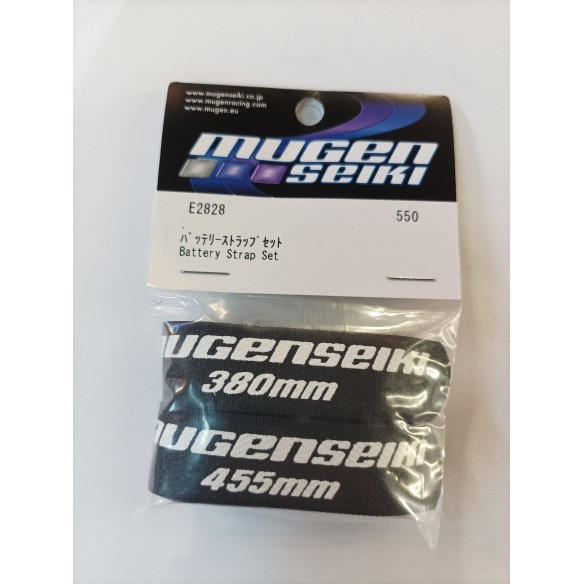 www.mugenseiki.co.jp
www.mugenracing.com
www.mugen.eu
mugen
seiki
E2828 550
ﾊﾞｯﾃﾘｰｽﾄﾗｯﾌﾟｾｯﾄ
Battery Strap Set
mugenseiki
380mm
mugenseiki
455mm